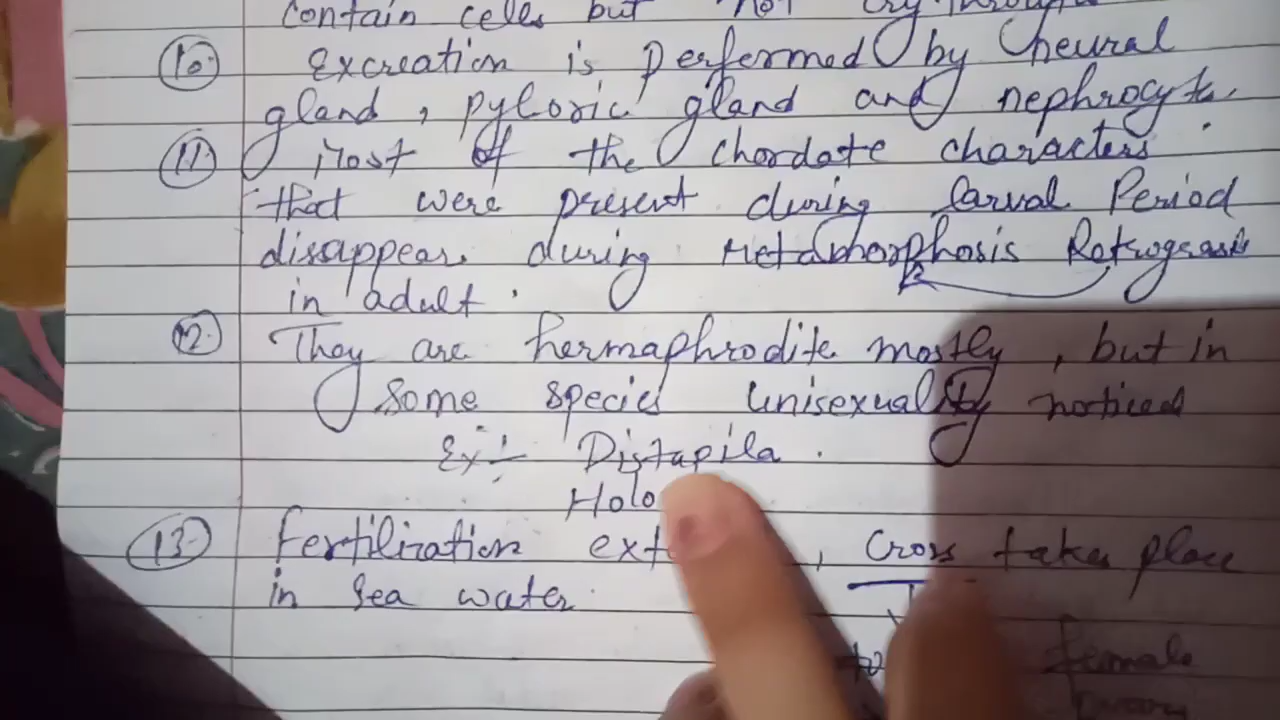 contain cells but not
10. Excreation is performed by neural
gland, pyloric gland and nephrocyte.
11. Most of the chordate characters
that were present during larval Period
disappear during Metamorphosis
in adult.
12. They are hermaphrodite mostly, but in
some species unisexuality noticed
Ex:- Distapila.
Holo
13. Fertilization ext , Cross takes place
in sea water.
female